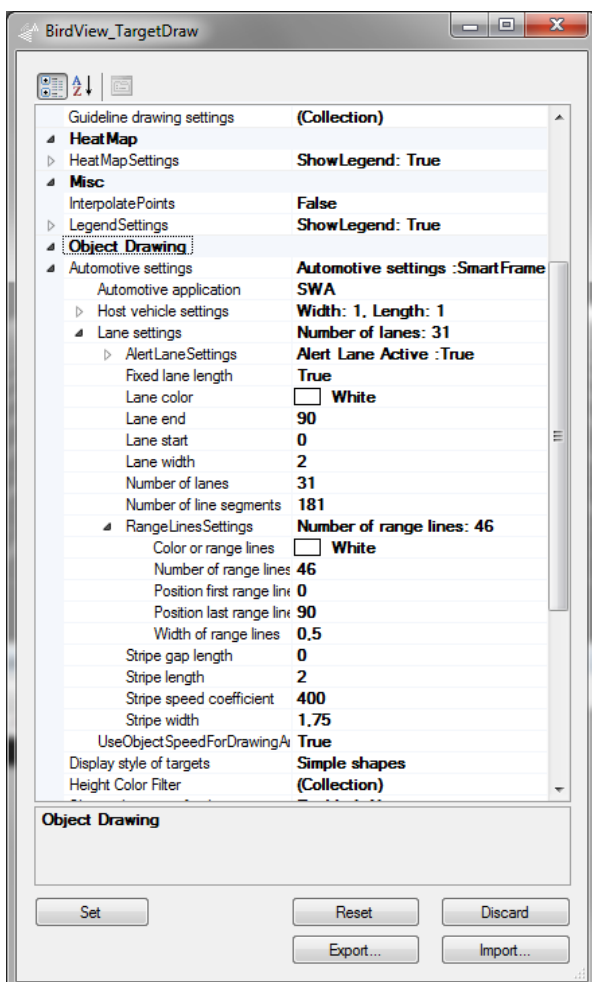 BirdView_TargetDraw
Guideline drawing settings (Collection)
HeatMap
HeatMapSettings ShowLegend: True
Misc
InterpolatePoints False
LegendSettings ShowLegend: True
Object Drawing
Automotive settings Automotive settings :SmartFrame
Automotive application SWA
Host vehicle settings Width: 1, Length: 1
Lane settings Number of lanes: 31
AlertLaneSettings Alert Lane Active :True
Fixed lane length True
Lane color White
Lane end 90
Lane start 0
Lane width 2
Number of lanes 31
Number of line segments 181
RangeLinesSettings Number of range lines: 46
Color or range lines White
Number of range lines 46
Position first range line 0
Position last range line 90
Width of range lines 0,5
Stripe gap length 0
Stripe length 2
Stripe speed coefficient 400
Stripe width 1,75
UseObjectSpeedForDrawingA True
Display style of targets Simple shapes
Height Color Filter (Collection)
Object Drawing
Set Reset Discard
Export... Import...